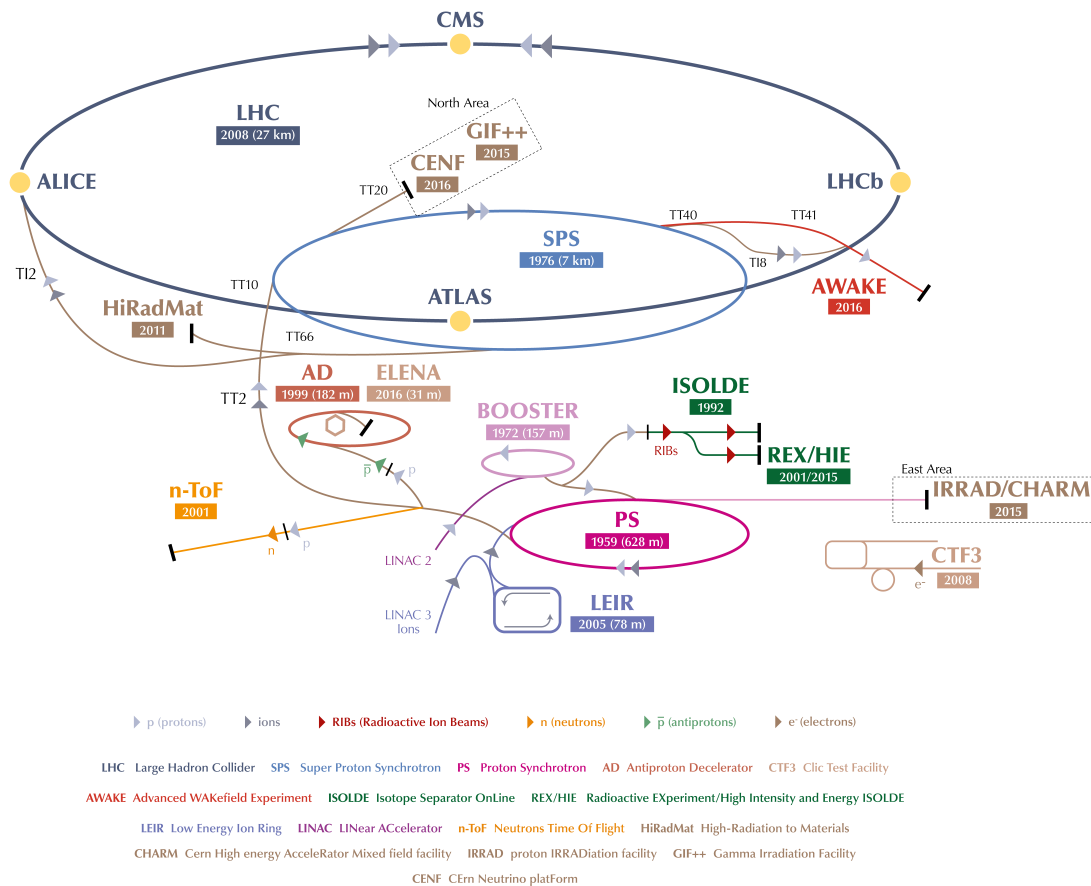 CMS
North Area
LHC
2008 (27 km)
GIF++
2015
CENF
2016
ALICE
LHCb
TT20
TT40
TT41
SPS
1976 (7 km)
TI2
TI8
TT10
AWAKE
2016
ATLAS
HiRadMat
2011
TT66
AD
1999 (182 m)
ELENA
2016 (31 m)
TT2
ISOLDE
1992
BOOSTER
1972 (157 m)
RIBs
REX/HIE
2001/2015
p̅
p
East Area
n-ToF
2001
IRRAD/CHARM
2015
PS
1959 (628 m)
n
p
LINAC 2
CTF3
2008
e-
LEIR
2005 (78 m)
LINAC 3
Ions
p (protons) ions RIBs (Radioactive Ion Beams) n (neutrons) p̅ (antiprotons) e- (electrons)
LHC Large Hadron Collider SPS Super Proton Synchrotron PS Proton Synchrotron AD Antiproton Decelerator CTF3 Clic Test Facility
AWAKE Advanced WAKefield Experiment ISOLDE Isotope Separator OnLine REX/HIE Radioactive EXperiment/High Intensity and Energy ISOLDE
LEIR Low Energy Ion Ring LINAC LINear ACcelerator n-ToF Neutrons Time Of Flight HiRadMat High-Radiation to Materials
CHARM Cern High energy AcceleRator Mixed field facility IRRAD proton IRRADiation facility GIF++ Gamma Irradiation Facility
CENF CErn Neutrino platForm